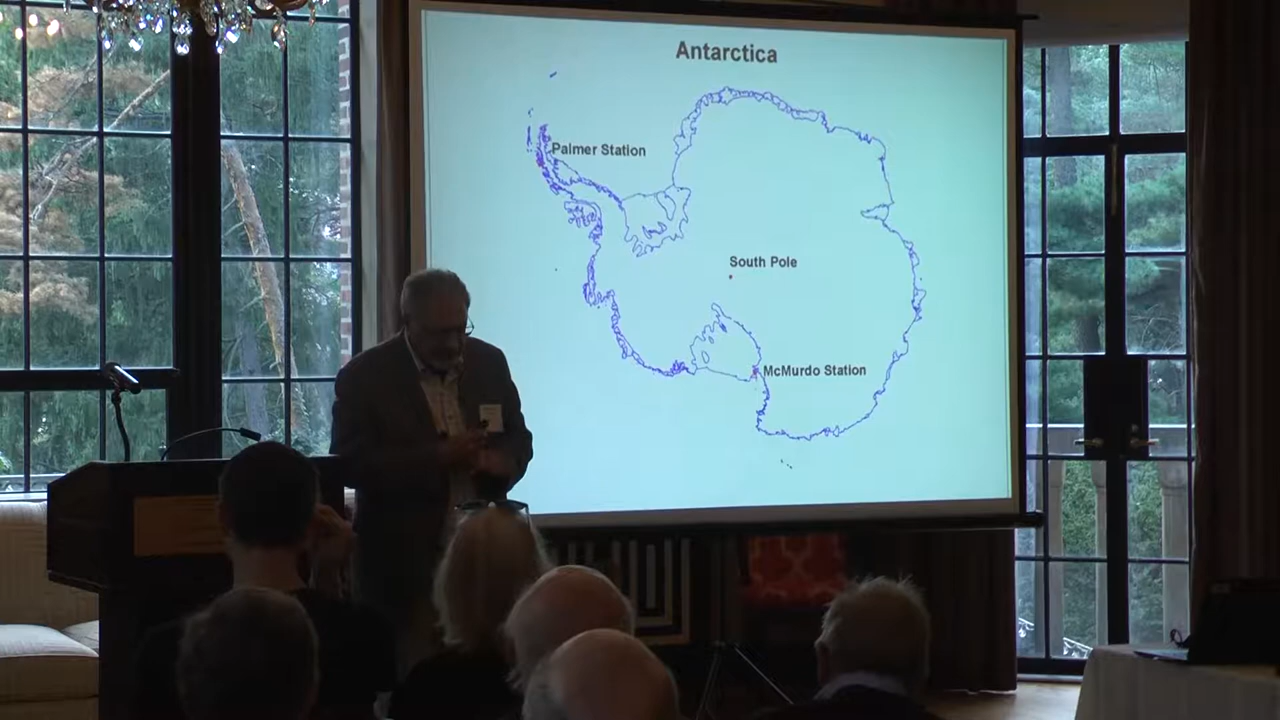 Antarctica
Palmer Station
South Pole
McMurdo Station